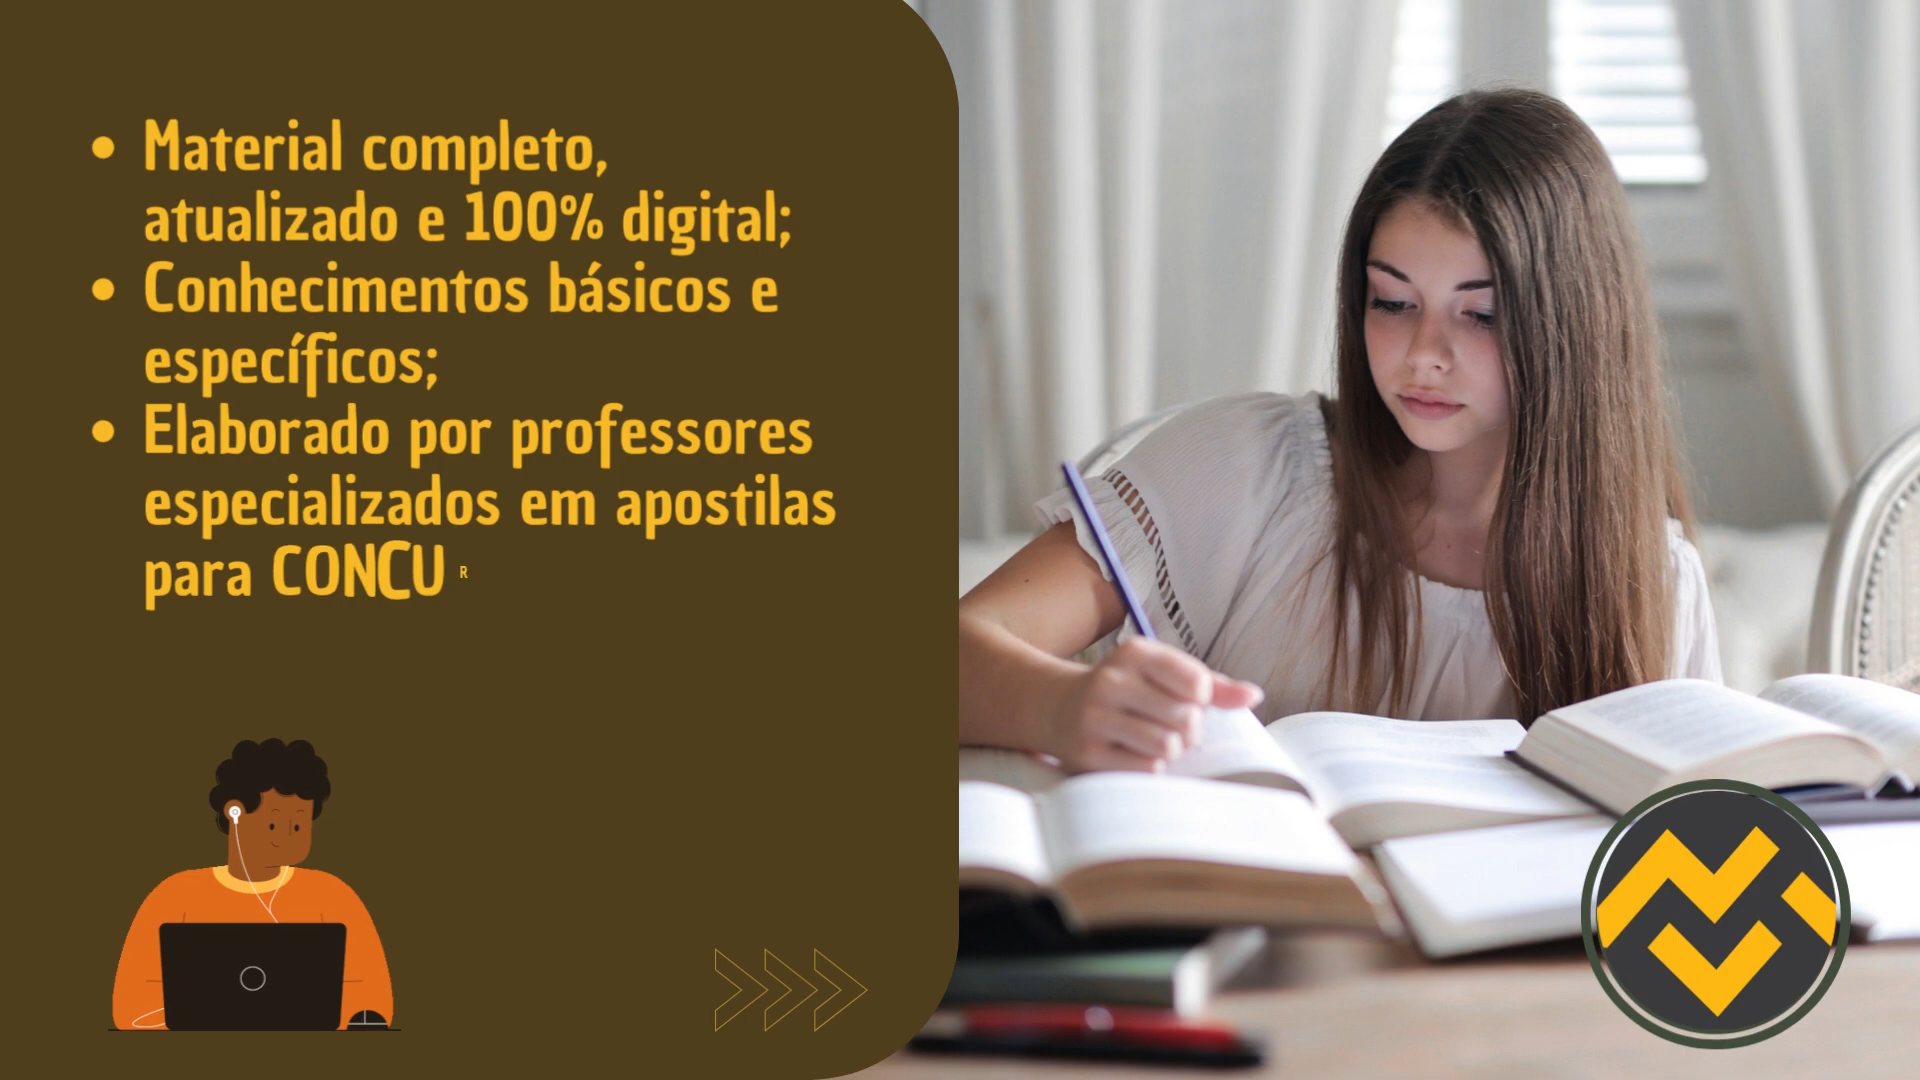 • Material completo,
atualizado e 100% digital;
• Conhecimentos básicos e
específicos;
• Elaborado por professores
especializados em apostilas
para CONCU R